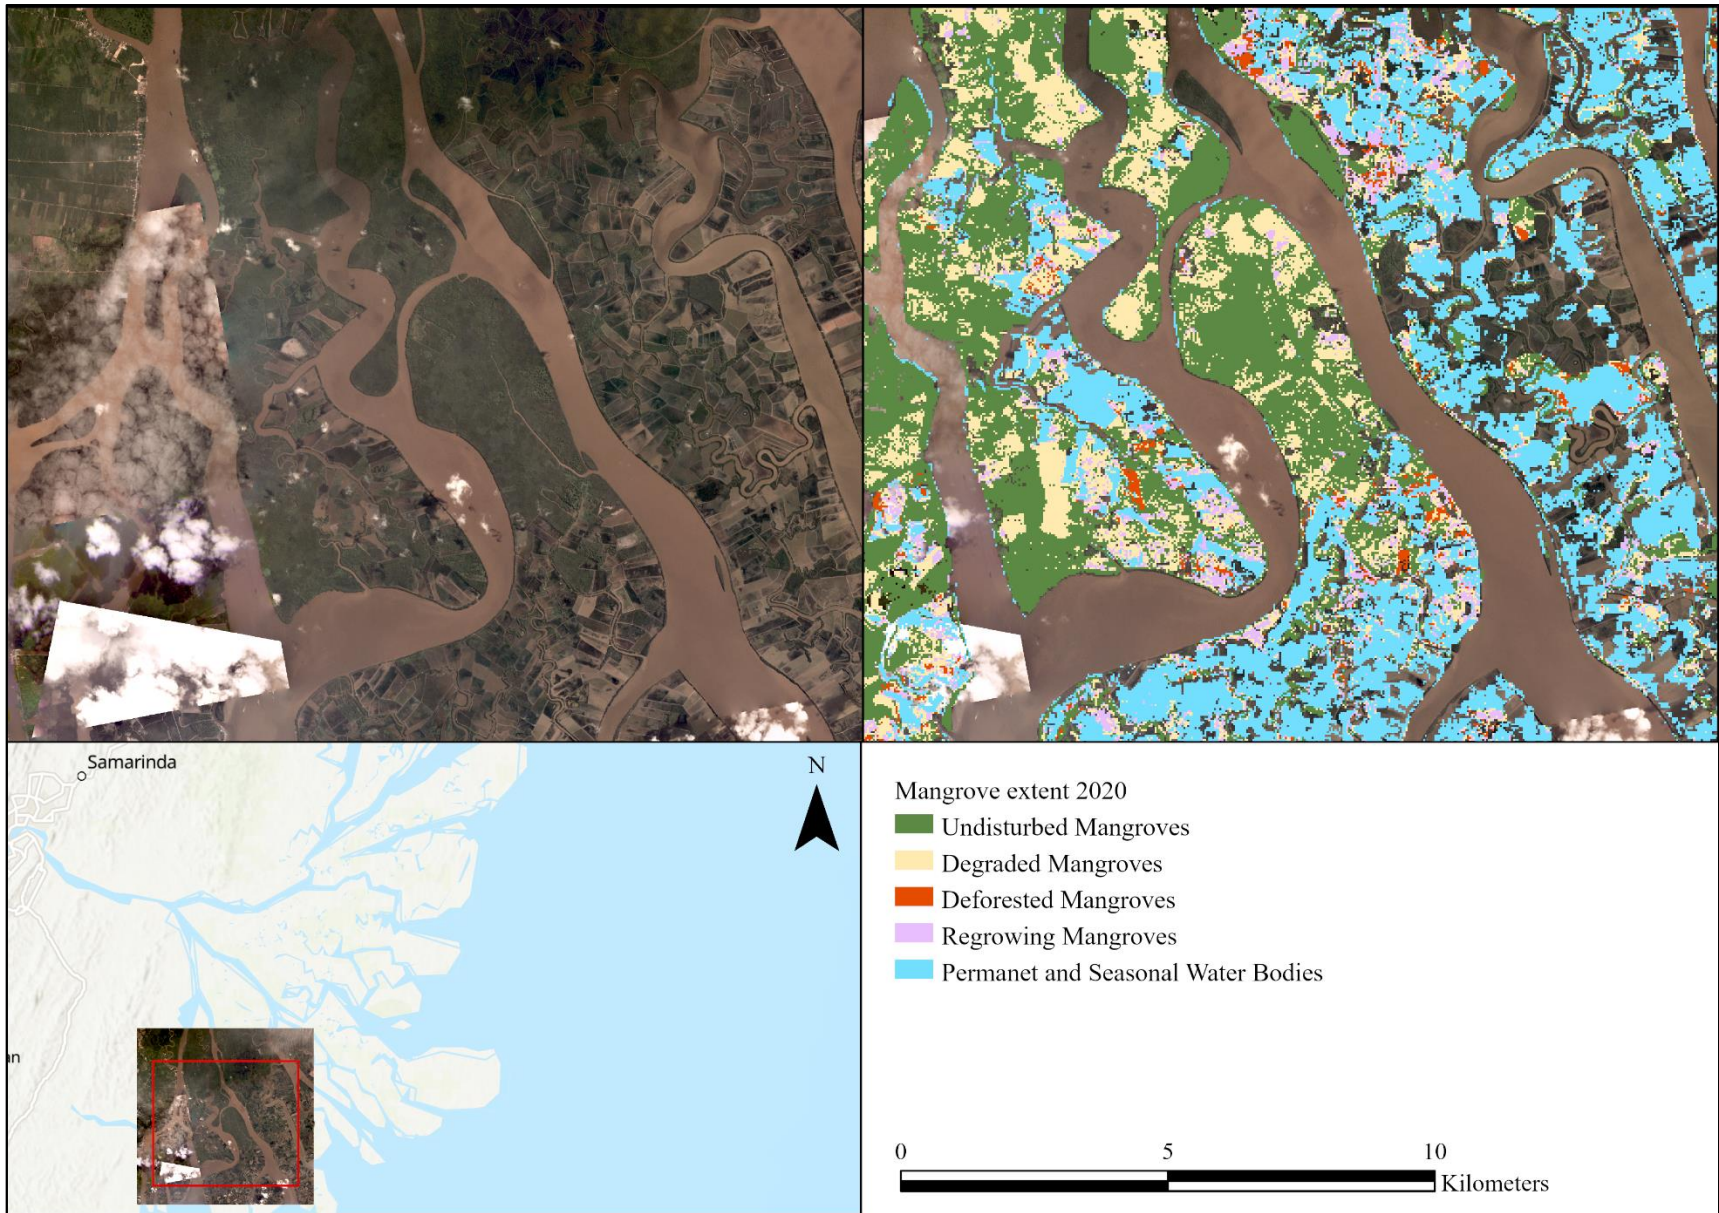 Samarinda
N
an
Mangrove extent 2020
Undisturbed Mangroves
Degraded Mangroves
Deforested Mangroves
Regrowing Mangroves
Permanet and Seasonal Water Bodies
0 5 10
Kilometers